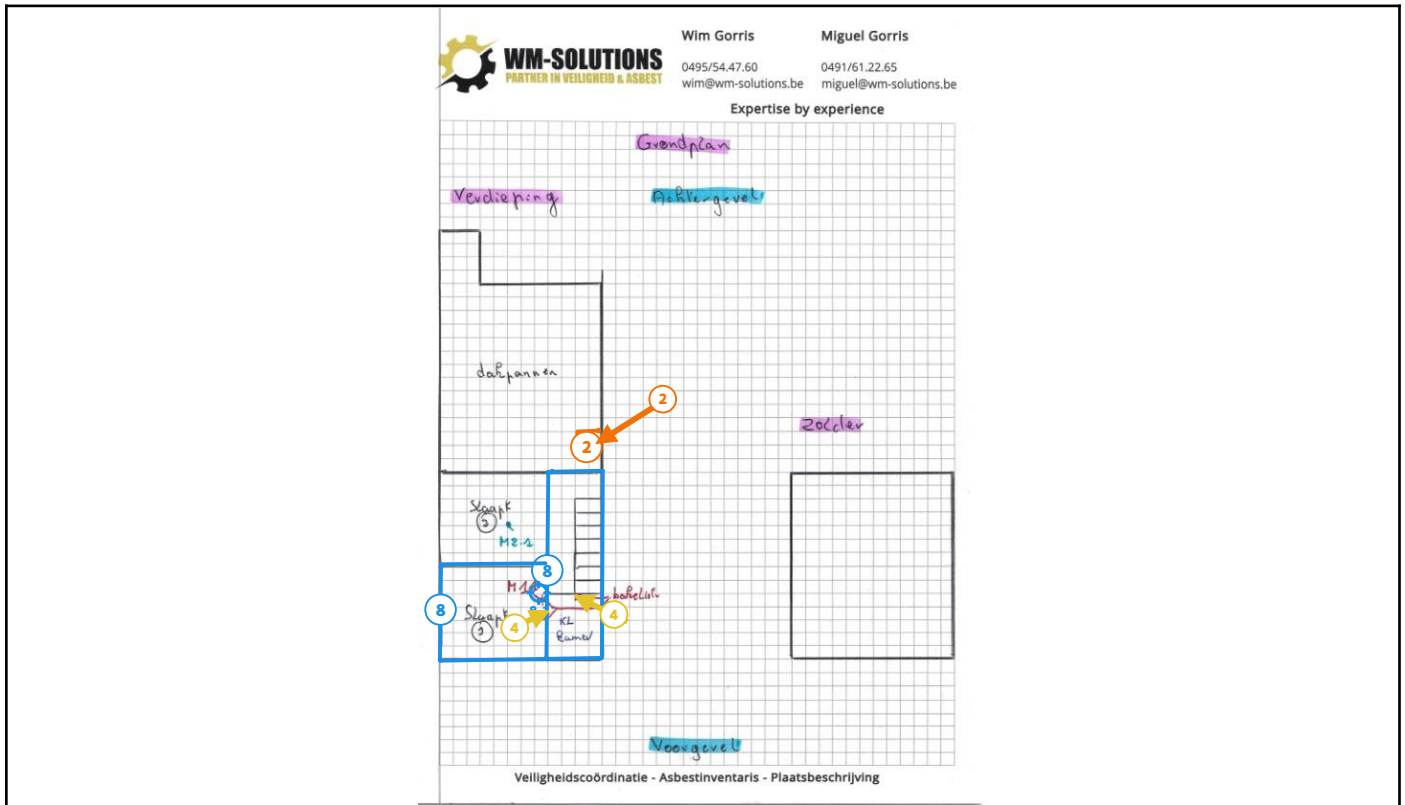 WM-SOLUTIONS
PARTNER IN VEILIGHEID & ASBEST
Wim Gorris
0495/54.47.60
wim@wm-solutions.be
Miguel Gorris
0491/61.22.65
miguel@wm-solutions.be
Expertise by experience
Grondplan
Verdieping
Achtergevel
dakpannen
2
2
Zolder
Slaapk
2
M2.1
8
M1
bakeliet
8
Slaapk
1
4
4
KL
Kamer
Voorgevel
Veiligheidscoördinatie - Asbestinventaris - Plaatsbeschrijving